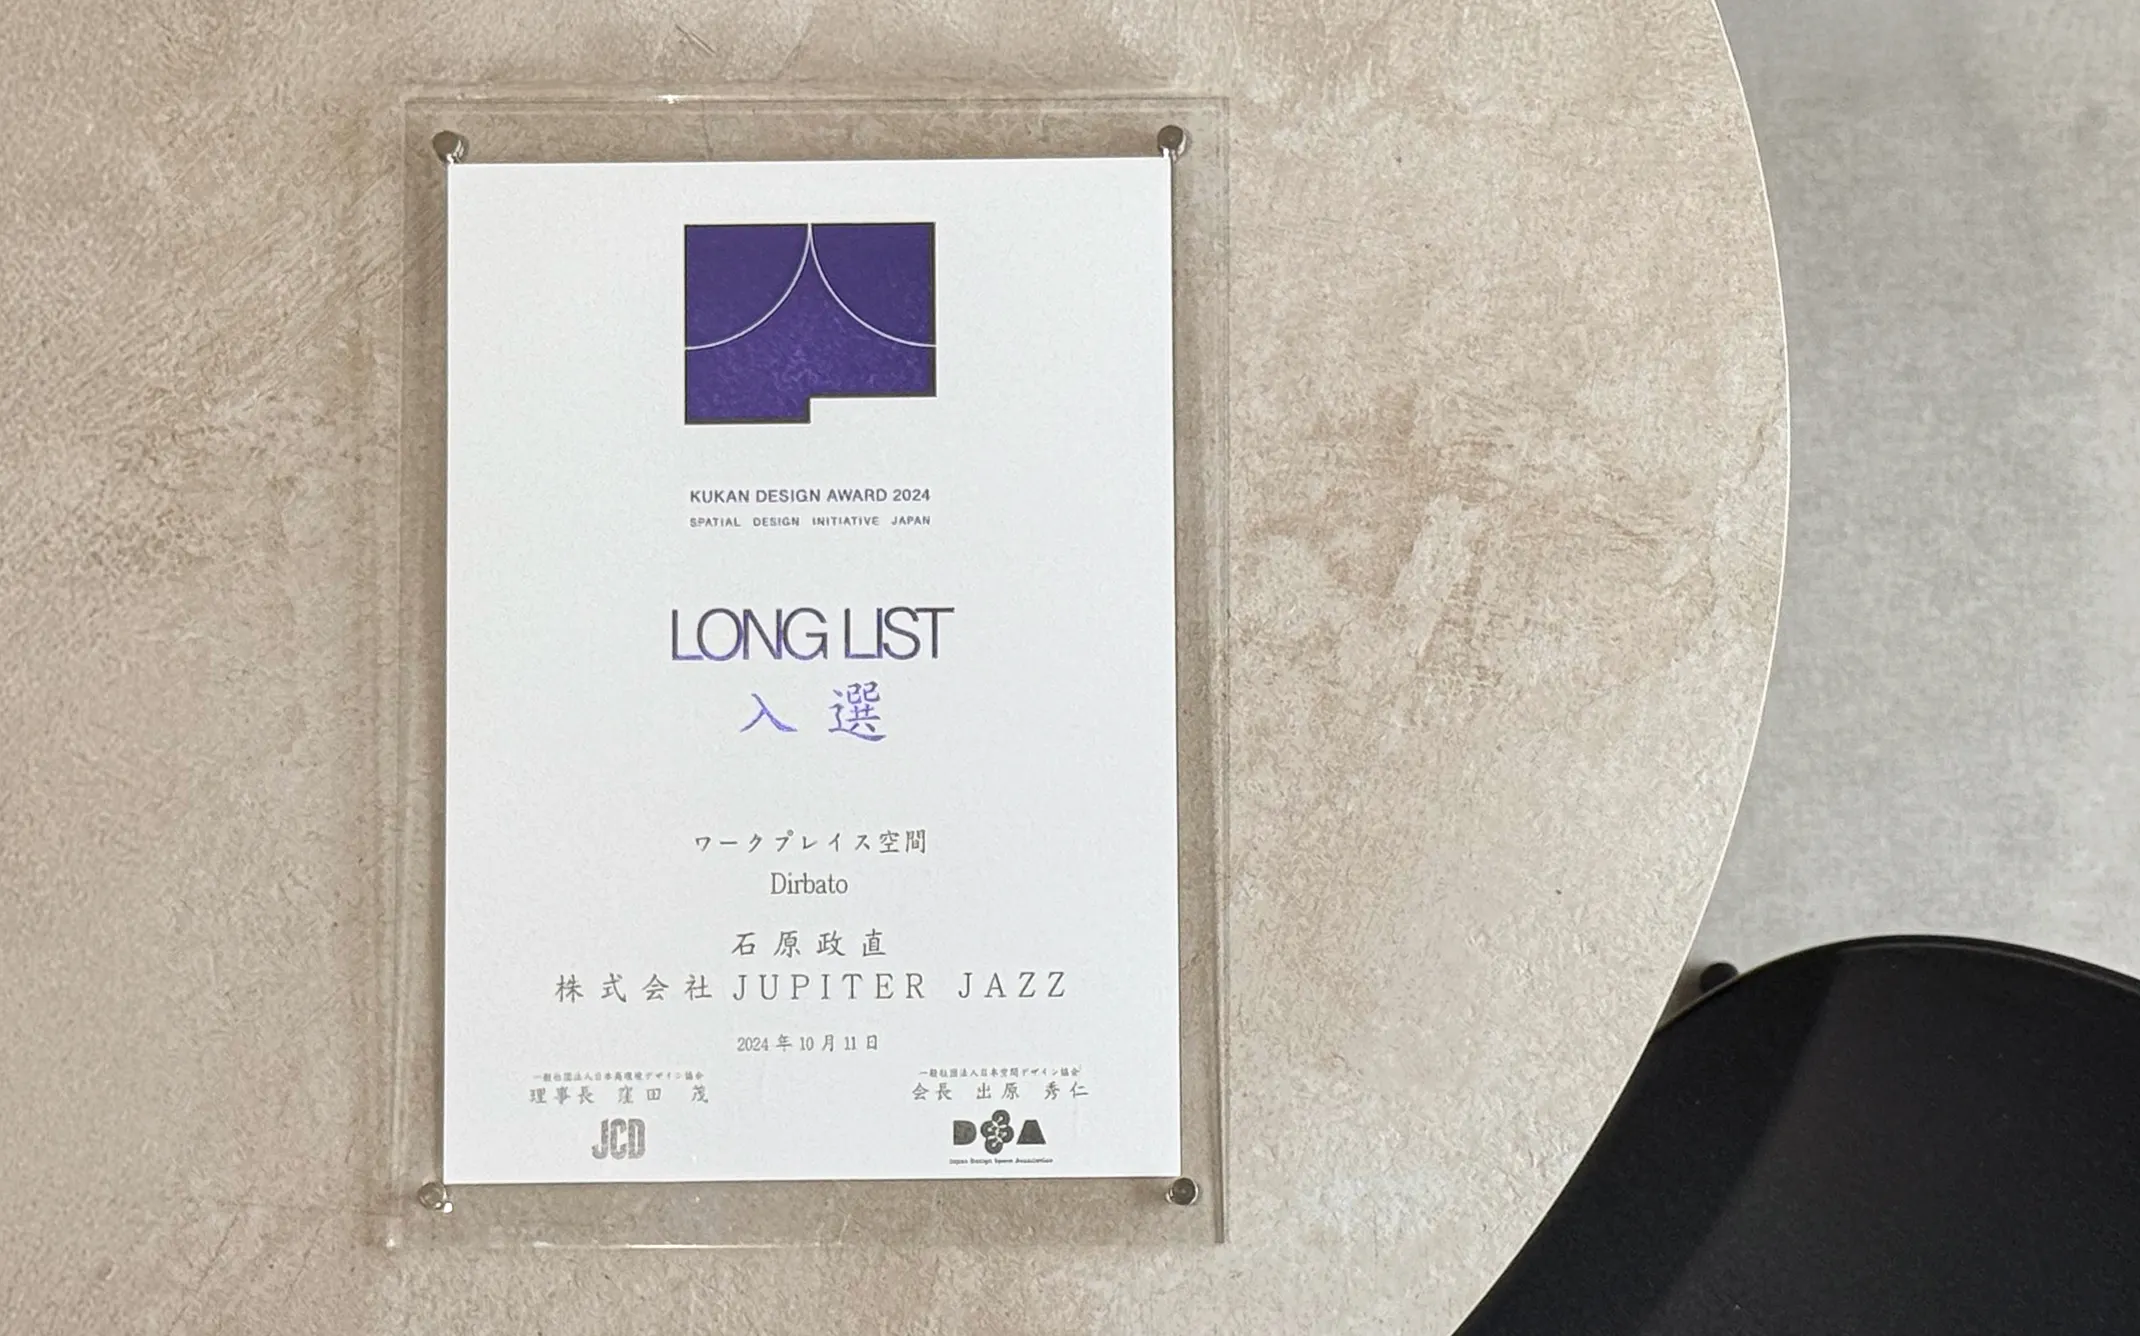 KUKAN DESIGN AWARD 2024
SPATIAL DESIGN INITIATIVE JAPAN
LONG LIST
入選
ワークプレイス空間
Dirbato
石原政直
株式会社 JUPITER JAZZ
2024年10月11日
一般社団法人日本商環境デザイン協会
理事長 窪田 茂
JCD
一般社団法人日本空間デザイン協会
会長 出原 秀仁
DSA
Japan Design Space Association